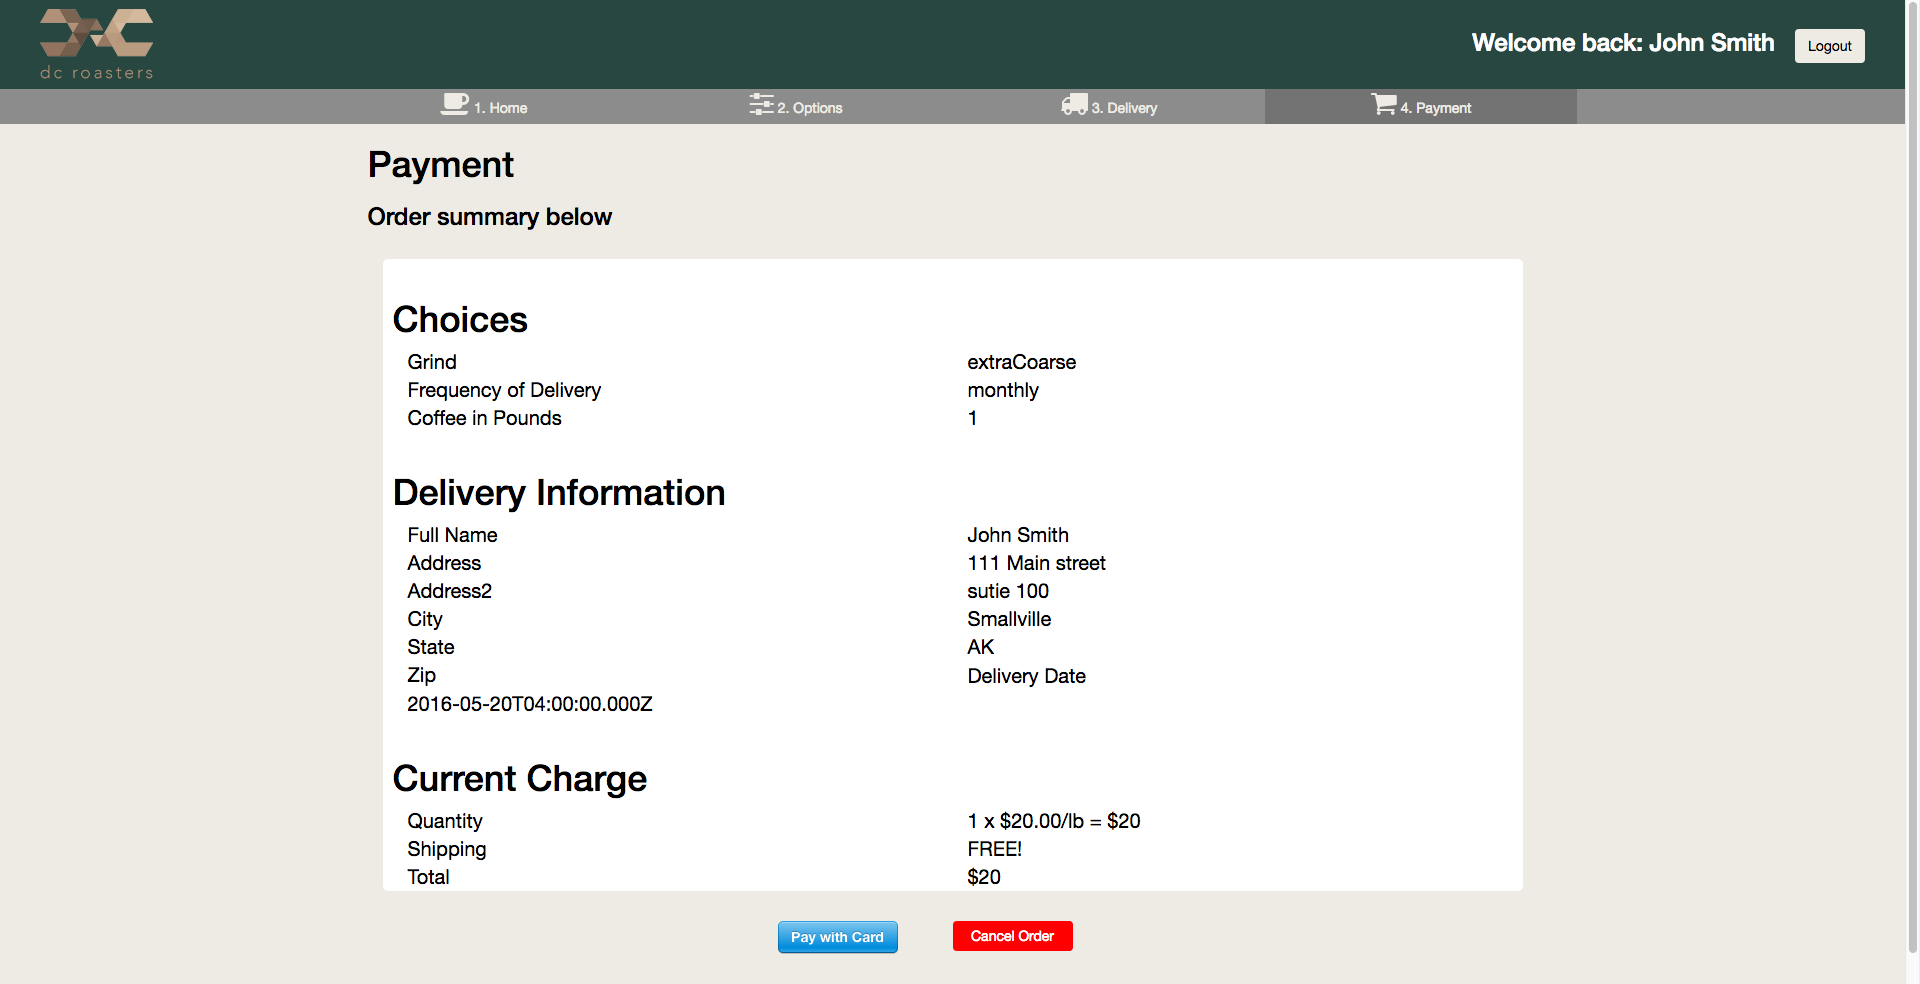 dc roasters
Welcome back: John Smith
Logout
1. Home
2. Options
3. Delivery
4. Payment
Payment
Order summary below
Choices
Grind extraCoarse
Frequency of Delivery monthly
Coffee in Pounds 1
Delivery Information
Full Name John Smith
Address 111 Main street
Address2 sutie 100
City Smallville
State AK
Zip Delivery Date
2016-05-20T04:00:00.000Z
Current Charge
Quantity 1 x $20.00/lb = $20
Shipping FREE!
Total $20
Pay with Card
Cancel Order